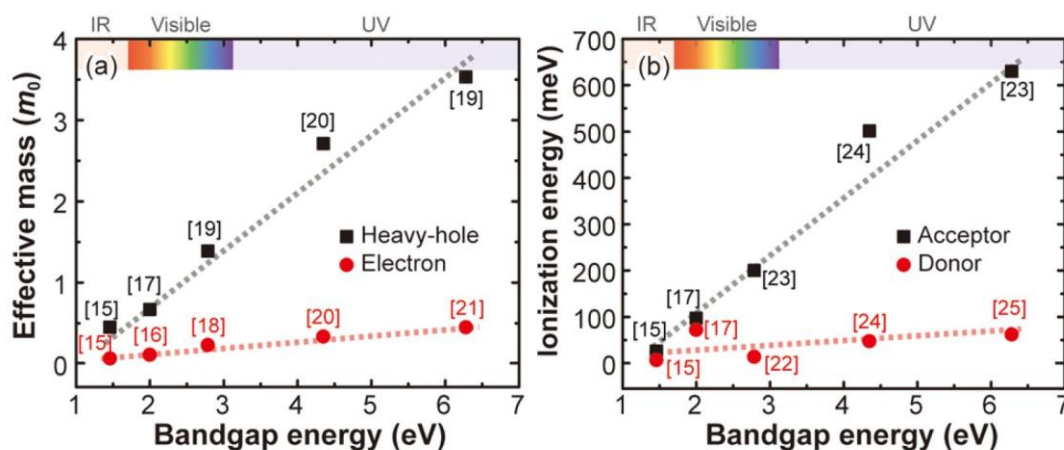 IR Visible UV
(a)
4
3
2
1
0
Effective mass (m0)
[15]
[17]
[19]
[20]
[19]
Heavy-hole
Electron
[15]
[16]
[18]
[20]
[21]
1 2 3 4 5 6 7
Bandgap energy (eV)
IR Visible UV
(b)
700
600
500
400
300
200
100
0
Ionization energy (meV)
[15]
[17]
[23]
[24]
[23]
Acceptor
Donor
[15]
[17]
[22]
[24]
[25]
1 2 3 4 5 6 7
Bandgap energy (eV)